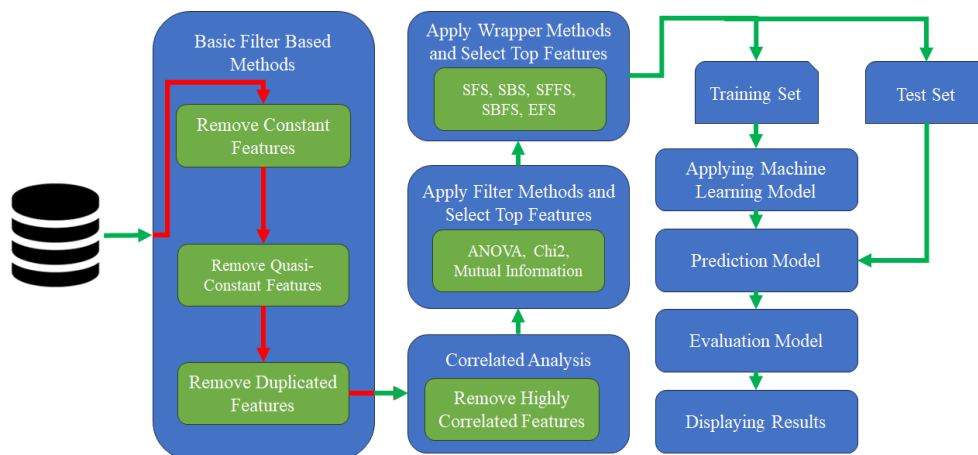 Basic Filter Based
Methods
Remove Constant
Features
Remove Quasi-
Constant Features
Remove Duplicated
Features
Correlated Analysis
Remove Highly
Correlated Features
Apply Filter Methods and
Select Top Features
ANOVA, Chi2,
Mutual Information
Apply Wrapper Methods
and Select Top Features
SFS, SBS, SFFS,
SBFS, EFS
Training Set
Test Set
Applying Machine
Learning Model
Prediction Model
Evaluation Model
Displaying Results